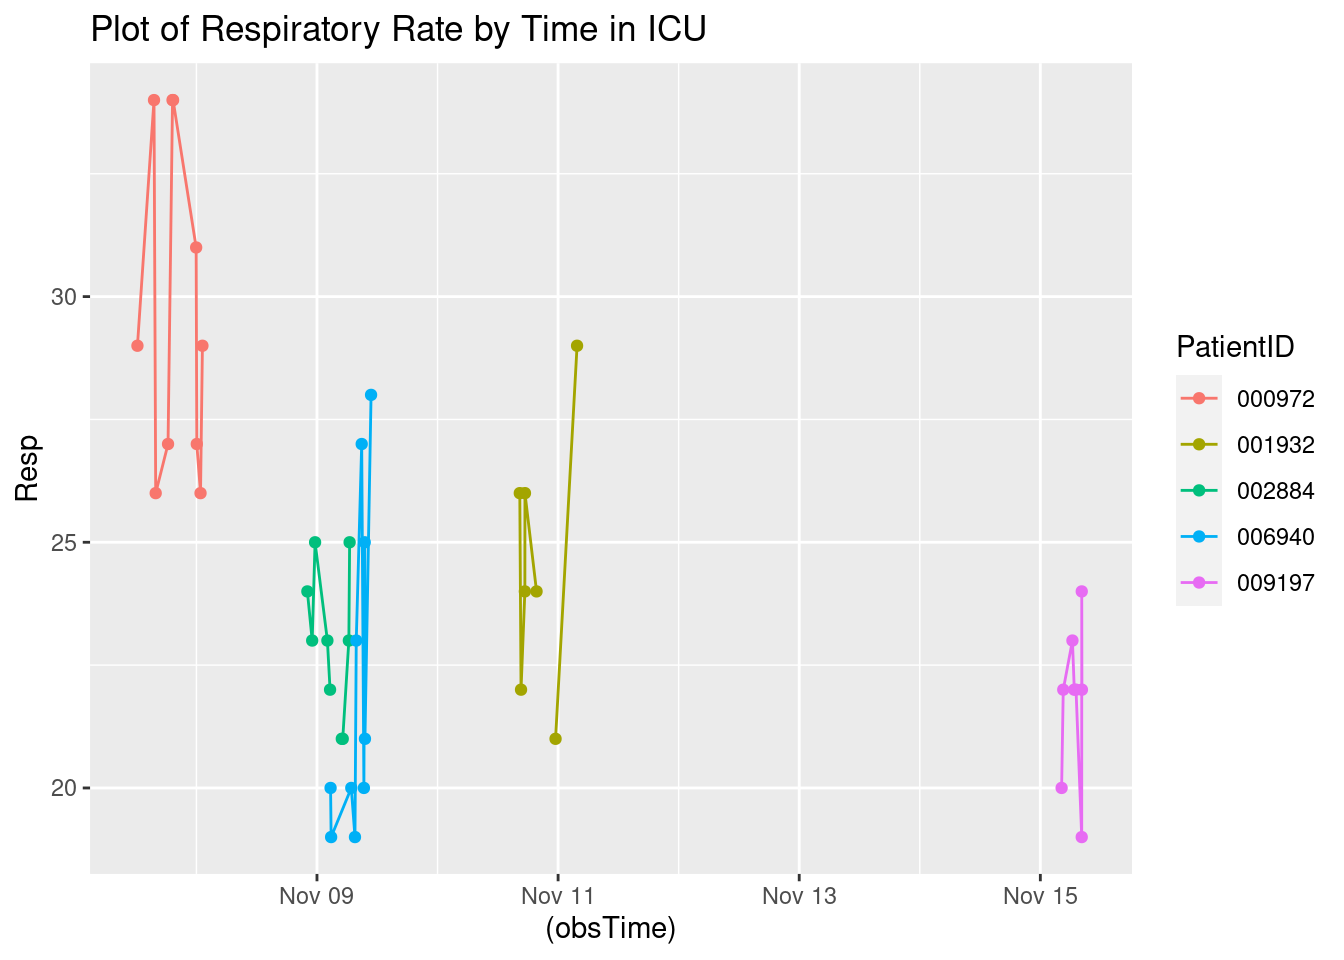 Plot of Respiratory Rate by Time in ICU
Resp
30
25
20
Nov 09
Nov 11
Nov 13
Nov 15
(obsTime)
PatientID
000972
001932
002884
006940
009197